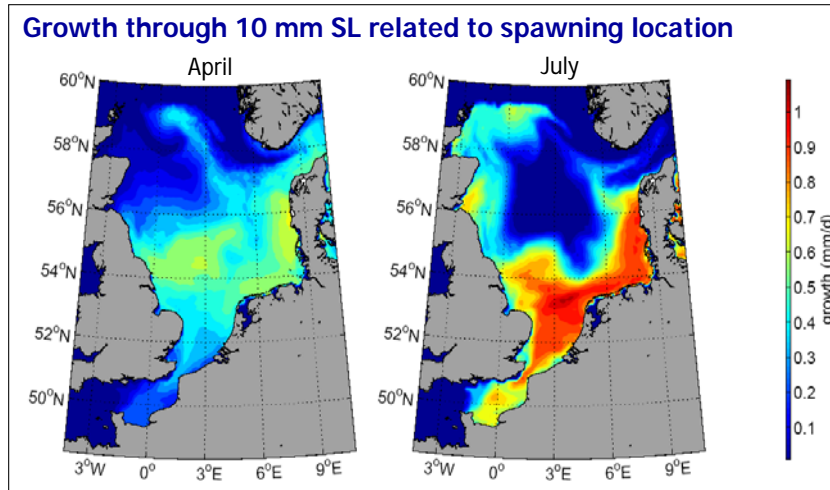 Growth through 10 mm SL related to spawning location
April
July
60°N
58°N
56°N
54°N
52°N
50°N
3°W 0° 3°E 6°E 9°E
60°N
58°N
56°N
54°N
52°N
50°N
3°W 0° 3°E 6°E 9°E
1
0.9
0.8
0.7
0.6
0.5
0.4
0.3
0.2
0.1
growth (mm/d)